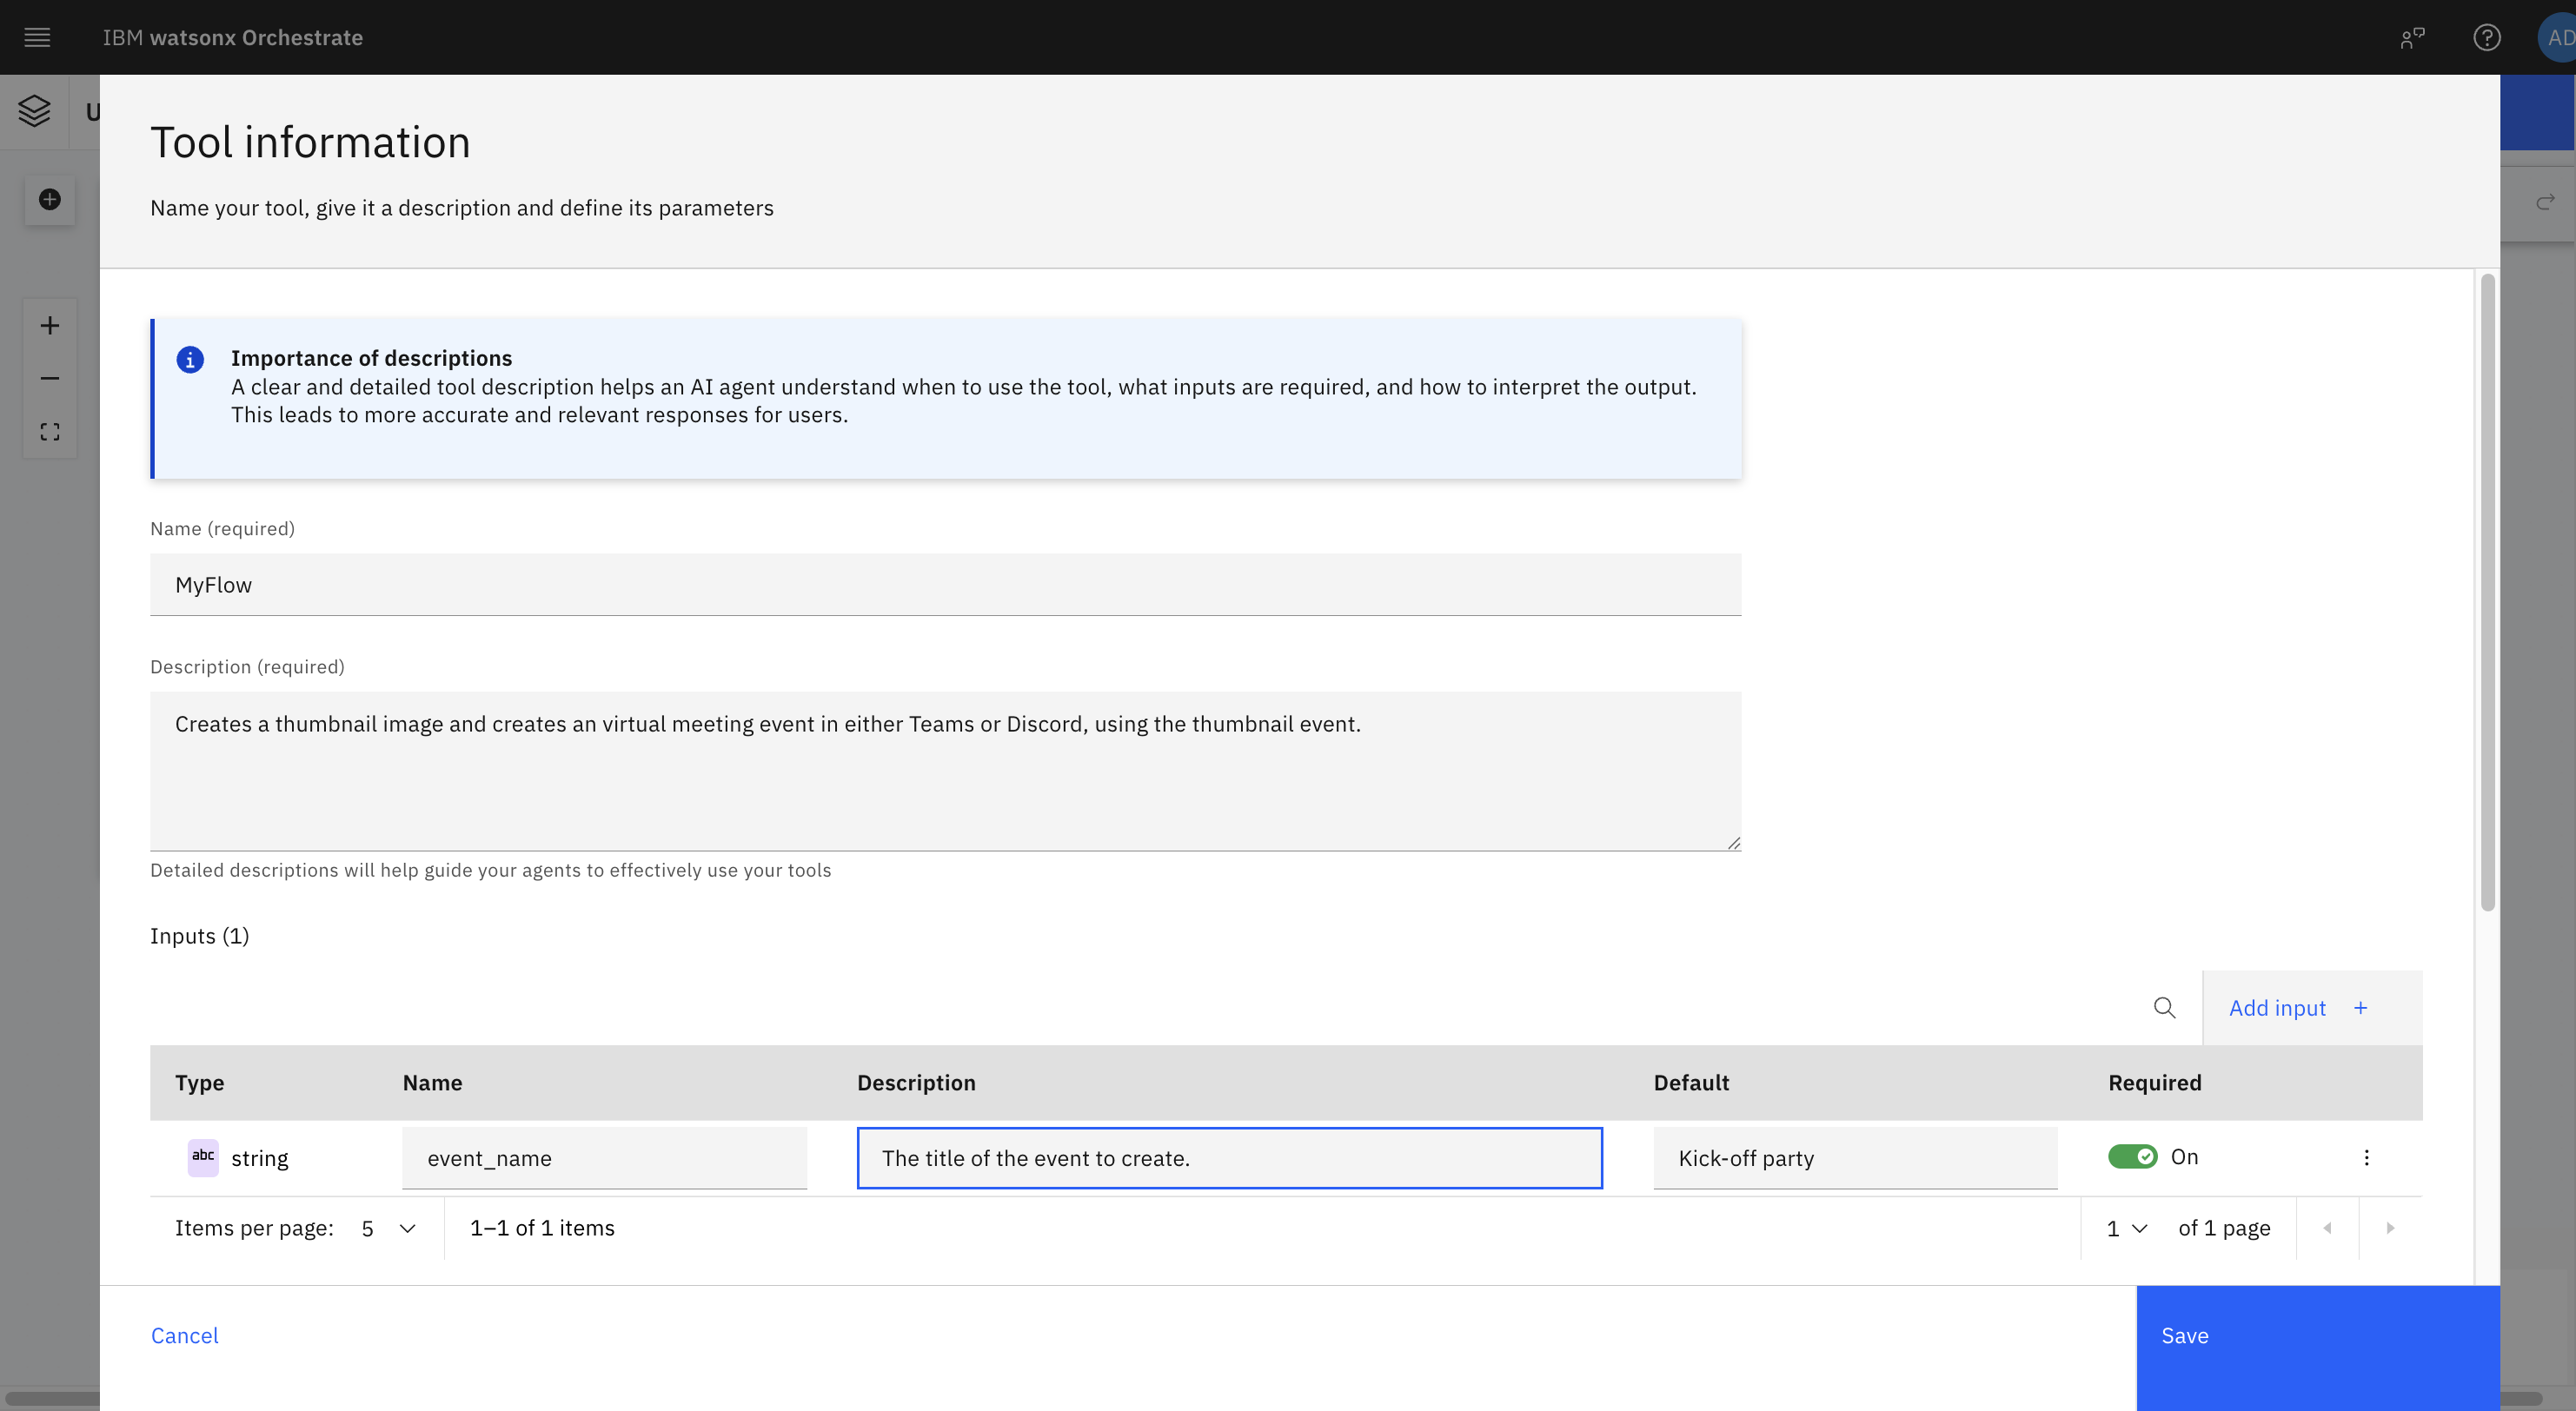 IBM watsonx Orchestrate
AD
U
Tool information
Name your tool, give it a description and define its parameters
Importance of descriptions
A clear and detailed tool description helps an AI agent understand when to use the tool, what inputs are required, and how to interpret the output.
This leads to more accurate and relevant responses for users.
Name (required)
MyFlow
Description (required)
Creates a thumbnail image and creates an virtual meeting event in either Teams or Discord, using the thumbnail event.
Detailed descriptions will help guide your agents to effectively use your tools
Inputs (1)
Add input +
Type Name Description Default Required
abc string event_name The title of the event to create. Kick-off party On
Items per page: 5 1–1 of 1 items 1 of 1 page
Cancel Save